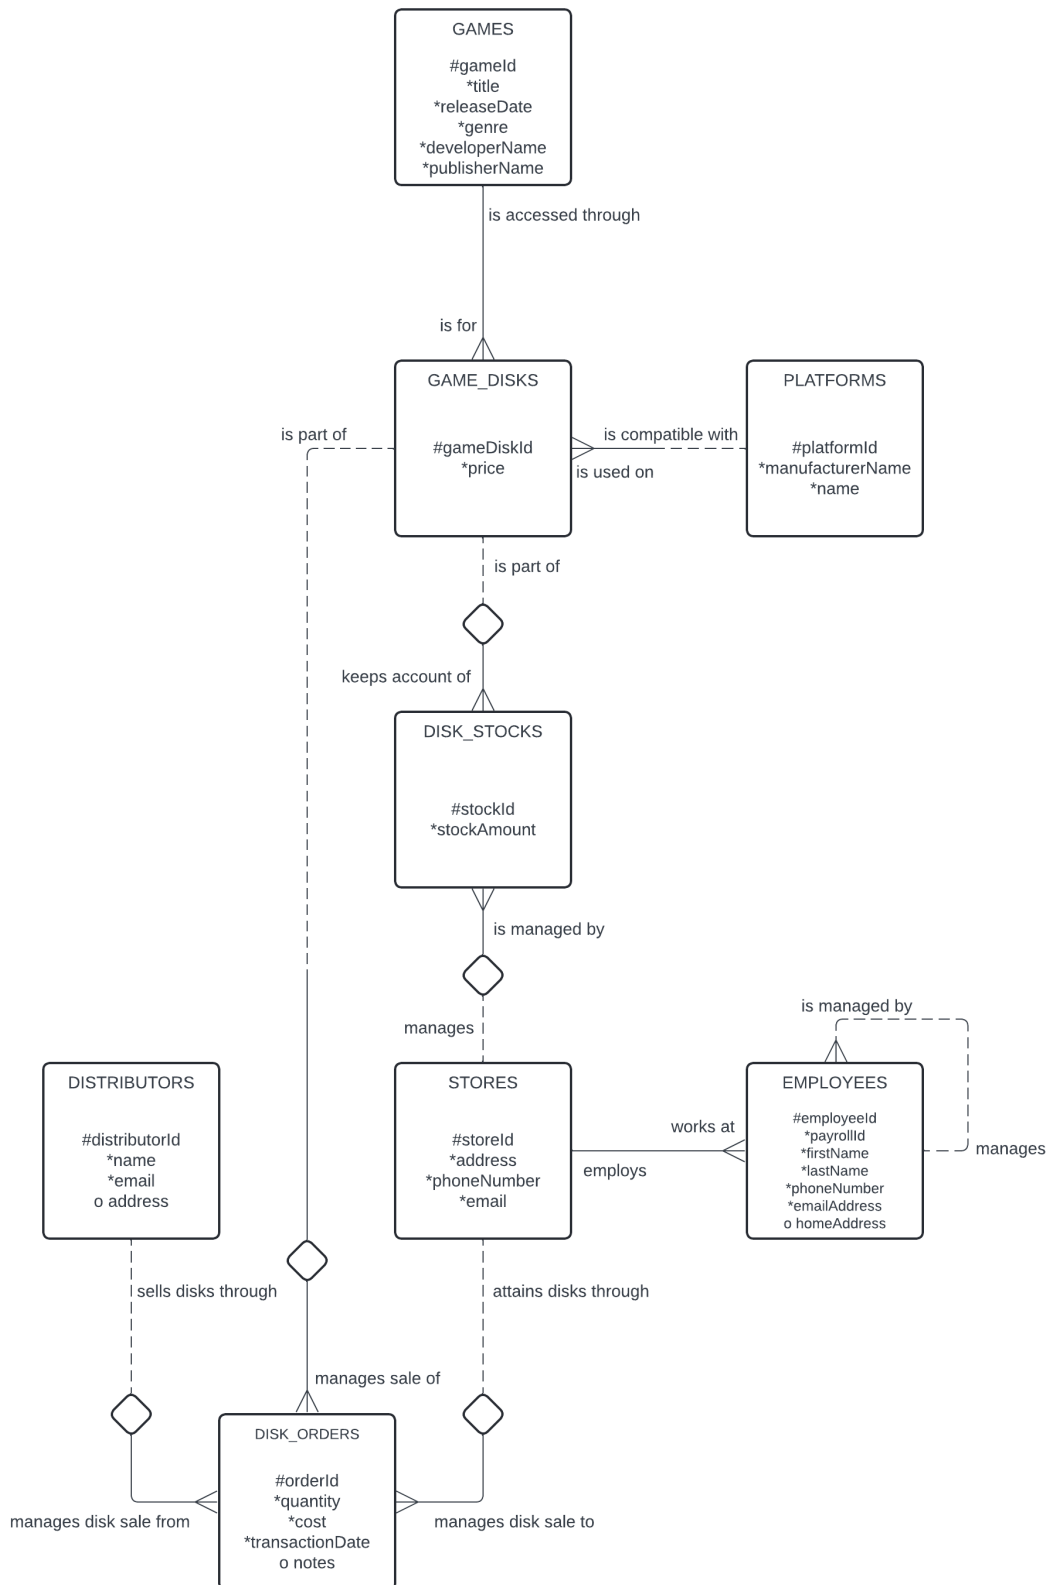 GAMES
#gameId
*title
*releaseDate
*genre
*developerName
*publisherName
is accessed through
is for
GAME_DISKS
#gameDiskId
*price
PLATFORMS
#platformId
*manufacturerName
*name
is part of
is compatible with
is used on
is part of
keeps account of
DISK_STOCKS
#stockId
*stockAmount
is managed by
manages
is managed by
DISTRIBUTORS
#distributorId
*name
*email
o address
STORES
#storeId
*address
*phoneNumber
*email
works at
employs
EMPLOYEES
#employeeId
*payrollId
*firstName
*lastName
*phoneNumber
*emailAddress
o homeAddress
manages
sells disks through
attains disks through
manages sale of
DISK_ORDERS
#orderId
*quantity
*cost
*transactionDate
o notes
manages disk sale from
manages disk sale to